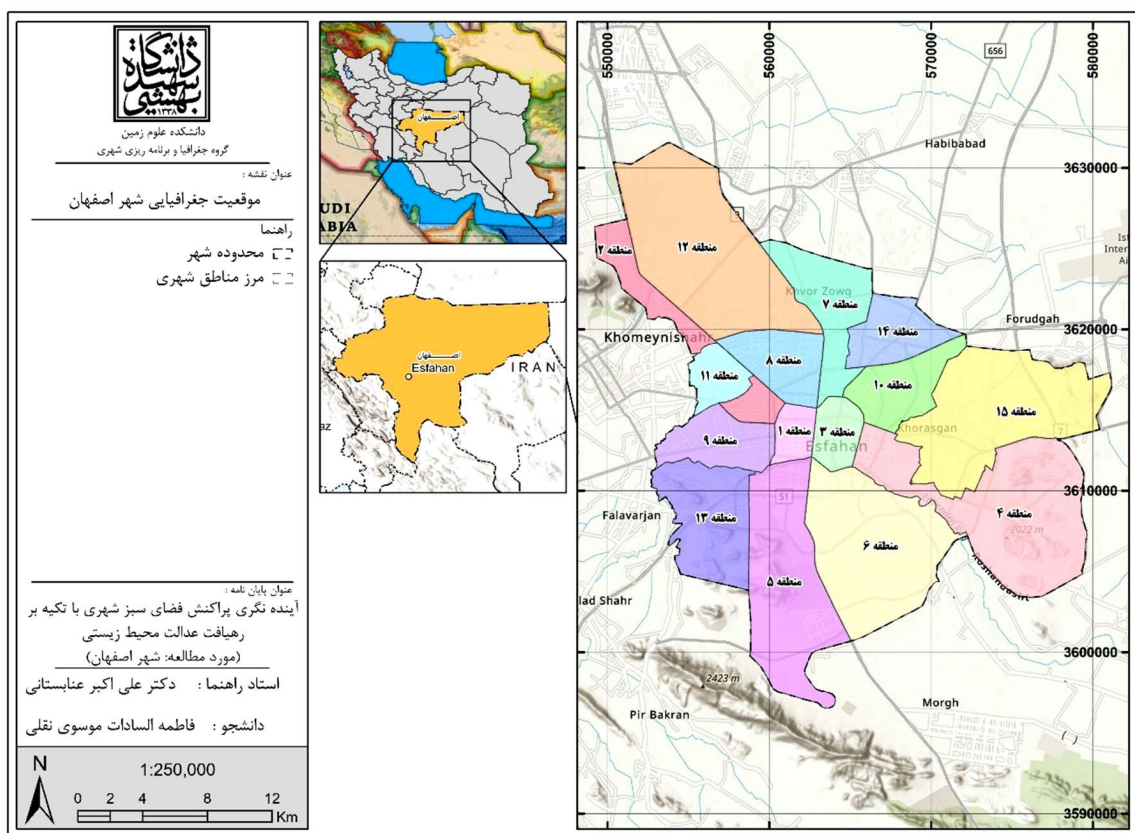 دانشگاه
شهید
بهشتی
۱۳۳۸
دانشکده علوم زمین
گروه جغرافیا و برنامه ریزی شهری
عنوان نقشه :
موقعیت جغرافیایی شهر اصفهان
راهنما
محدوده شهر
مرز مناطق شهری
عنوان پایان نامه :
آینده نگری پراکنش فضای سبز شهری با تکیه بر
رهیافت عدالت محیط زیستی
(مورد مطالعه: شهر اصفهان)
استاد راهنما : دکتر علی اکبر عنابستانی
دانشجو : فاطمه السادات موسوی نقلی
N
1:250,000
0 2 4 8 12
Km
اصفهان
UDI
ABIA
اصفهان
Esfahan
IRAN
az
550000 560000 570000 580000
656
Habibabad
3630000
منطقه ۱۲
منطقه ۲
Khvor Zowq
منطقه ۷
Ist
Inter
Ai
منطقه ۱۴
Forudgah
3620000
Khomeynishahr
منطقه ۸
منطقه ۱۱
منطقه ۱۰
منطقه ۱۵
7
Khorasgan
منطقه ۱
منطقه ۳
منطقه ۹
Esfahan
3610000
51
Falavarjan
منطقه ۱۳
منطقه ۴
2022 m
منطقه ۶
منطقه ۵
lad Shahr
3600000
2423 m
Pir Bakran
Morgh
3590000